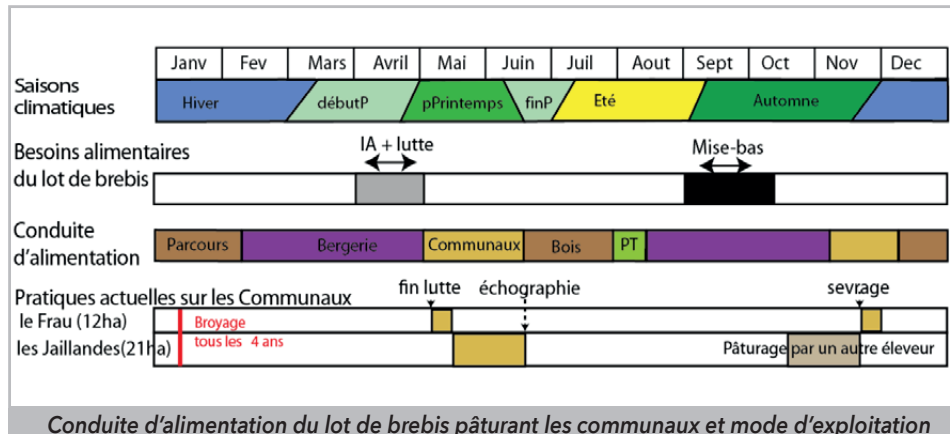 Janv Fev Mars Avril Mai Juin Juil Aout Sept Oct Nov Dec
Saisons
climatiques
Hiver débutP pPrintemps finP Eté Automne
Besoins alimentaires
du lot de brebis
IA + lutte Mise-bas
Conduite
d'alimentation
Parcours Bergerie Communaux Bois PT
Pratiques actuelles sur les Communaux
fin lutte échographie sevrage
le Frau (12ha) Broyage
les Jaillandes(21ha) tous les 4 ans Pâturage par un autre éleveur
Conduite d'alimentation du lot de brebis pâturant les communaux et mode d'exploitation